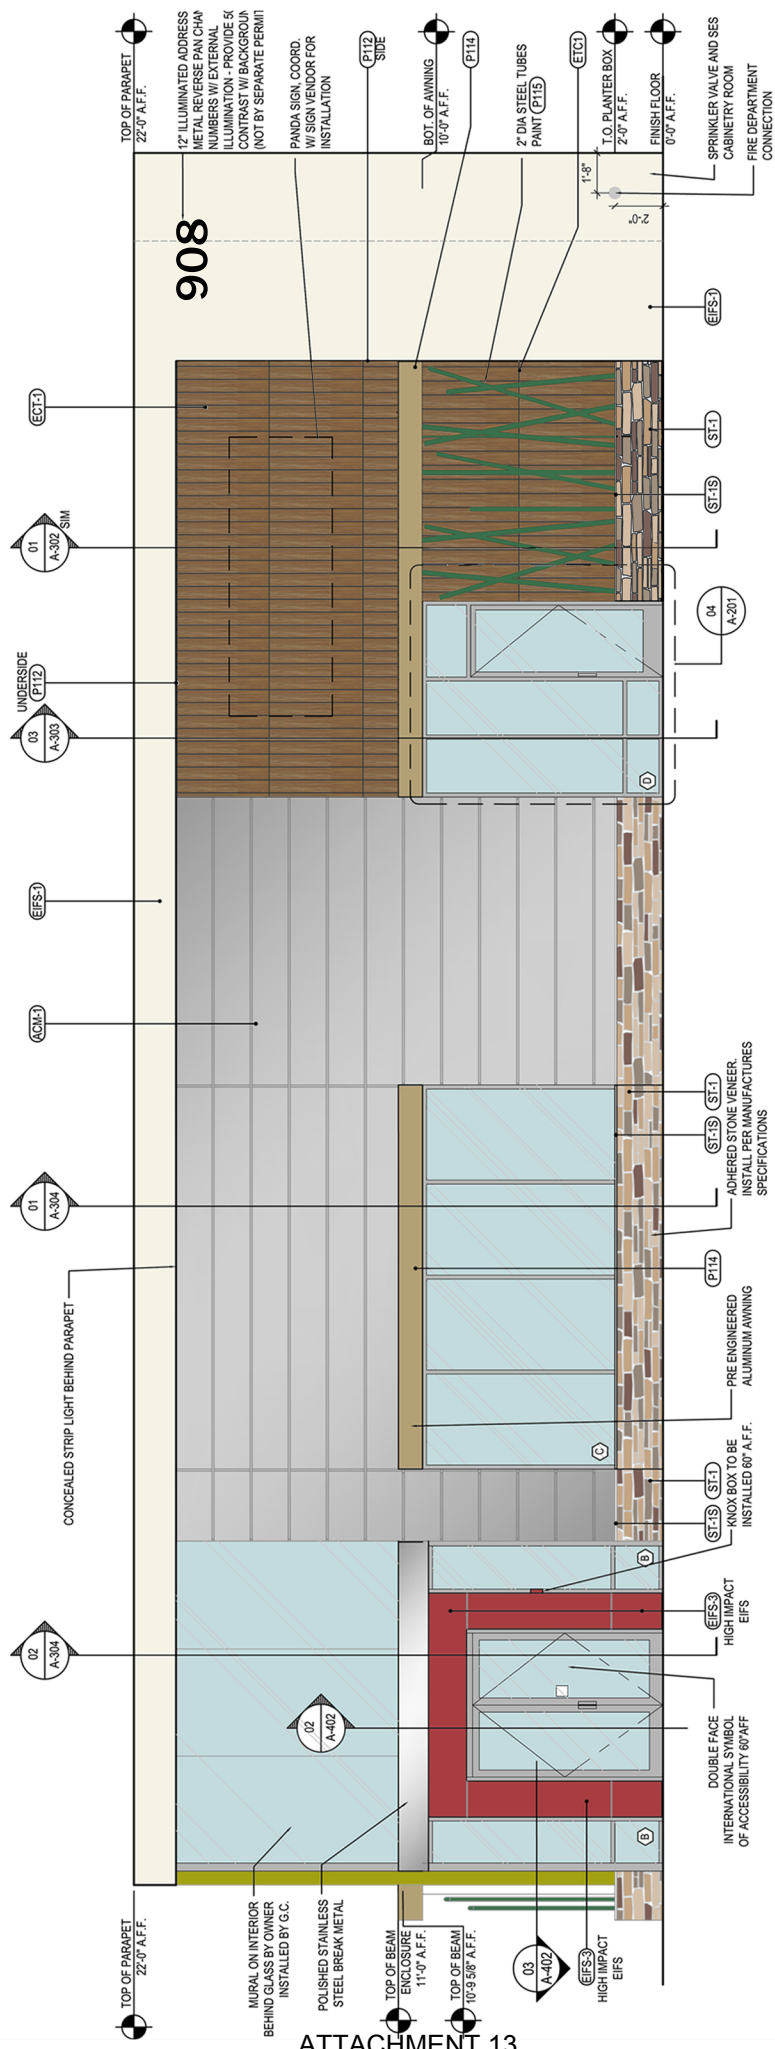 TOP OF PARAPET
22'-0" A.F.F.
12" ILLUMINATED ADDRESS
METAL REVERSE PAN CHAN
NUMBERS W/ EXTERNAL
ILLUMINATION - PROVIDE 5(
CONTRAST W/ BACKGROUN
(NOT BY SEPARATE PERMIT
PANDA SIGN, COORD.
W/ SIGN VENDOR FOR
INSTALLATION
P112
SIDE
BOT. OF AWNING
10'-0" A.F.F.
P114
2" DIA STEEL TUBES
PAINT P115
ETC1
T.O. PLANTER BOX
2'-0" A.F.F.
FINISH FLOOR
0'-0" A.F.F.
SPRINKLER VALVE AND SES
CABINETRY ROOM
FIRE DEPARTMENT
CONNECTION
1'-8"
2'-0"
908
EIFS-1
ECT-1
ST-1
ST-1S
01
A-302
SIM
04
A-201
UNDERSIDE
P112
03
A-303
D
EIFS-1
ACM-1
ST-1S ST-1
ADHERED STONE VENEER.
INSTALL PER MANUFACTURES
SPECIFICATIONS
01
A-304
CONCEALED STRIP LIGHT BEHIND PARAPET
P114
PRE ENGINEERED
ALUMINUM AWNING
C
ST-1S ST-1
KNOX BOX TO BE
INSTALLED 60" A.F.F.
B
EIFS-3
HIGH IMPACT
EIFS
02
A-304
02
A-402
DOUBLE FACE
INTERNATIONAL SYMBOL
OF ACCESSIBILITY 60"AFF
B
MURAL ON INTERIOR
BEHIND GLASS BY OWNER
INSTALLED BY G.C.
POLISHED STAINLESS
STEEL BREAK METAL
TOP OF PARAPET
22'-0" A.F.F.
TOP OF BEAM
ENCLOSURE
11'-0" A.F.F.
TOP OF BEAM
10'-9 5/8" A.F.F.
03
A-402
EIFS-3
HIGH IMPACT
EIFS
ATTACHMENT 13